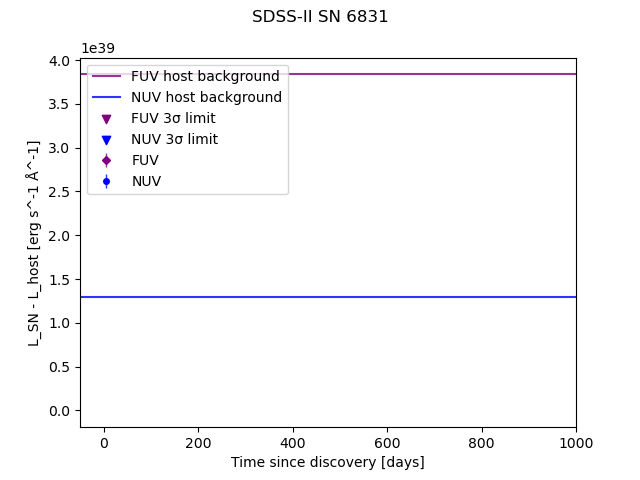 SDSS-II SN 6831
1e39
4.0
3.5
3.0
2.5
2.0
1.5
1.0
0.5
0.0
L_SN - L_host [erg s^-1 Å^-1]
FUV host background
NUV host background
FUV 3σ limit
NUV 3σ limit
FUV
NUV
0 200 400 600 800 1000
Time since discovery [days]